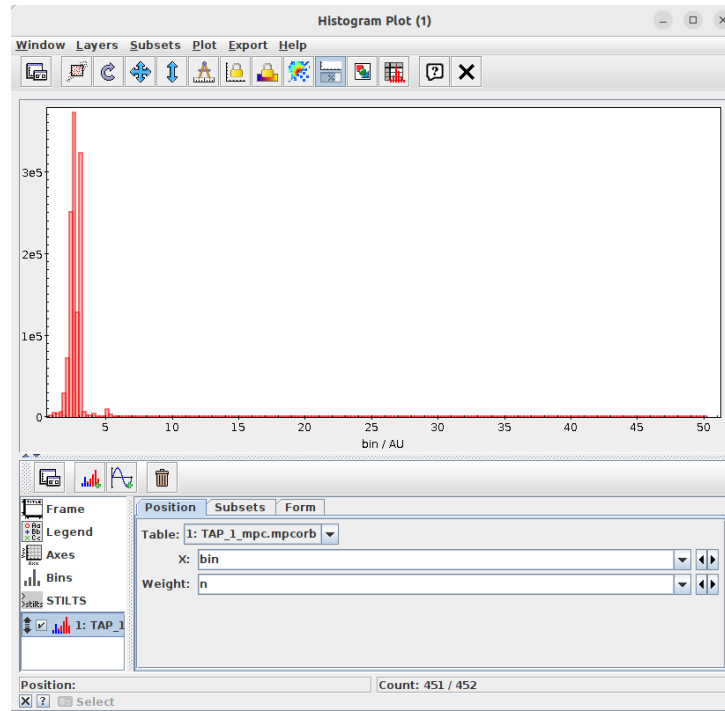 Histogram Plot (1)
Window Layers Subsets Plot Export Help
3e5
2e5
1e5
0
5 10 15 20 25 30 35 40 45 50
bin / AU
Frame
Legend
Axes
Bins
STILTS
1: TAP_1
Position Subsets Form
Table: 1: TAP_1_mpc.mpcorb
X: bin
Weight: n
Position:
Count: 451 / 452
Select